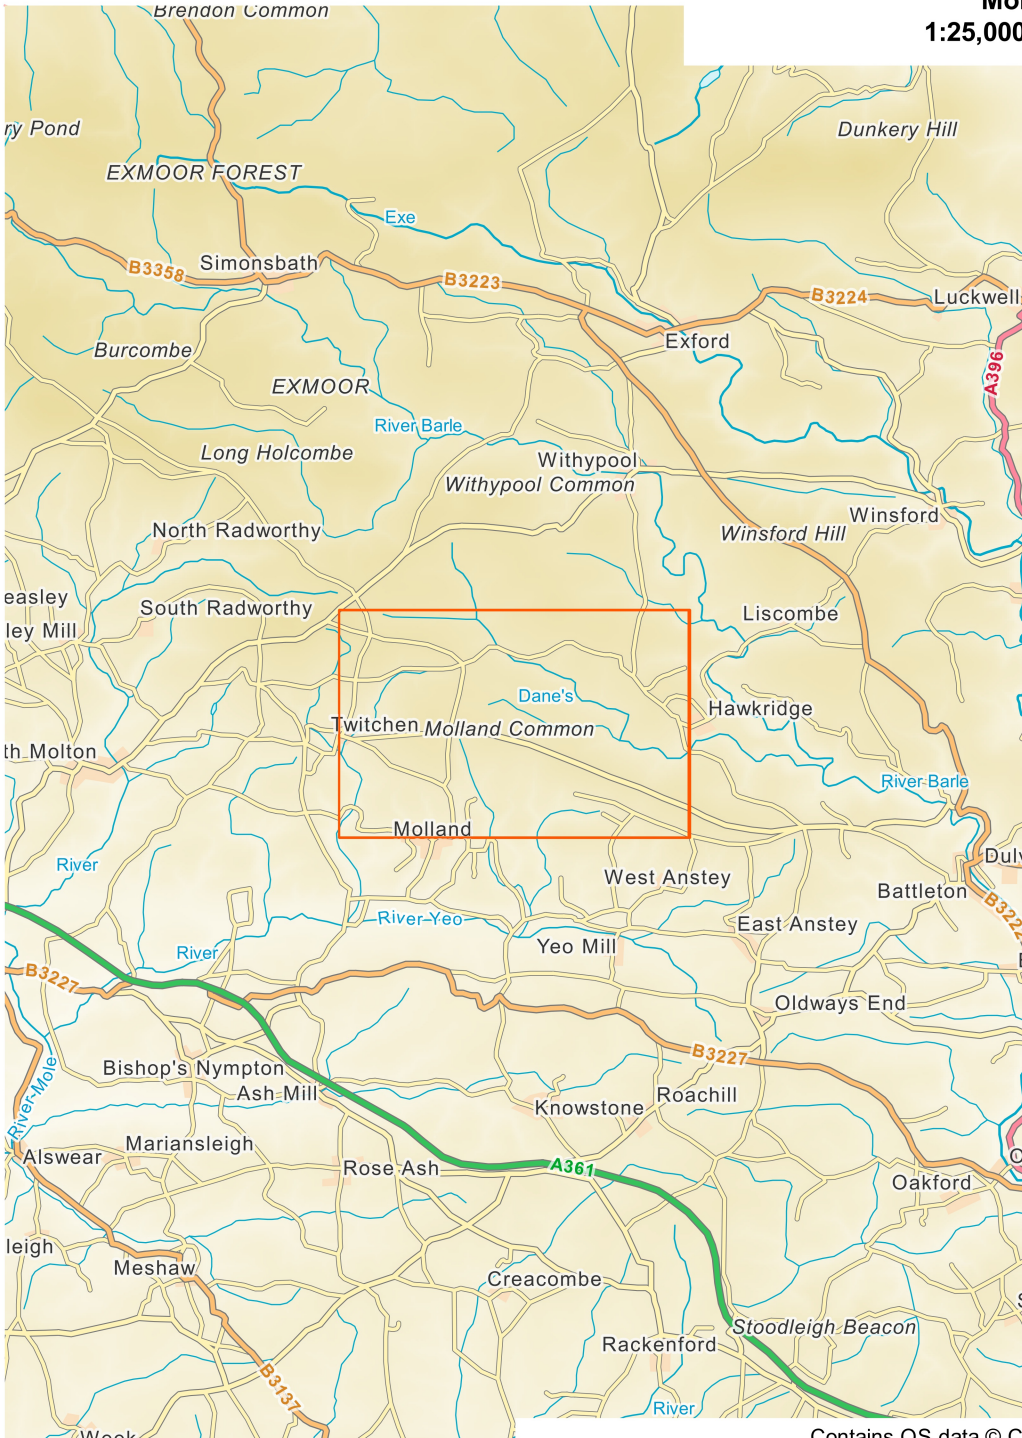 Brendon Common
1:25,000
ry Pond
Dunkery Hill
EXMOOR FOREST
Exe
Simonsbath
B3358
B3223
B3224
Luckwell
Exford
Burcombe
A396
EXMOOR
River Barle
Long Holcombe
Withypool
Withypool Common
Winsford
North Radworthy
Winsford Hill
easley
South Radworthy
Liscombe
ley Mill
Dane's
Hawkridge
Twitchen
Molland Common
th Molton
River Barle
Molland
Dulv
River
West Anstey
Battleton
B322
River Yeo
East Anstey
River
Yeo Mill
B3227
Oldways End
B3227
Bishop's Nympton
Ash Mill
Roachill
River-Mole
Knowstone
Mariansleigh
Alswear
Rose Ash
A361
Oakford
leigh
Meshaw
Creacombe
Stoodleigh Beacon
Rackenford
B3137
River
Week
Contains OS data © C